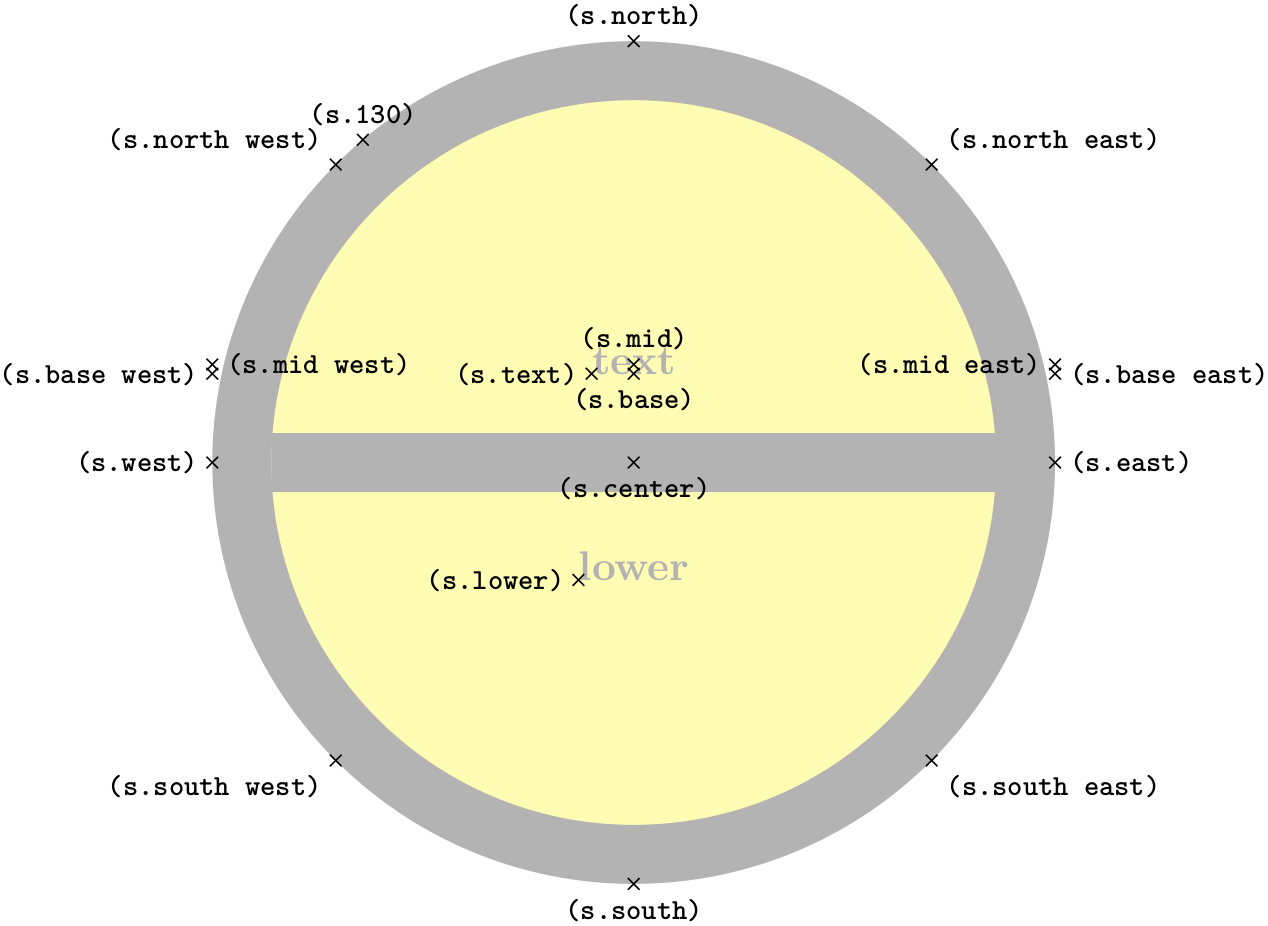 (s.north)
(s.130)
(s.north west)
(s.north east)
(s.mid)
text
(s.mid west)
(s.mid east)
(s.base west)
(s.text)
(s.base east)
(s.base)
(s.west)
(s.east)
(s.center)
lower
(s.lower)
(s.south west)
(s.south east)
(s.south)